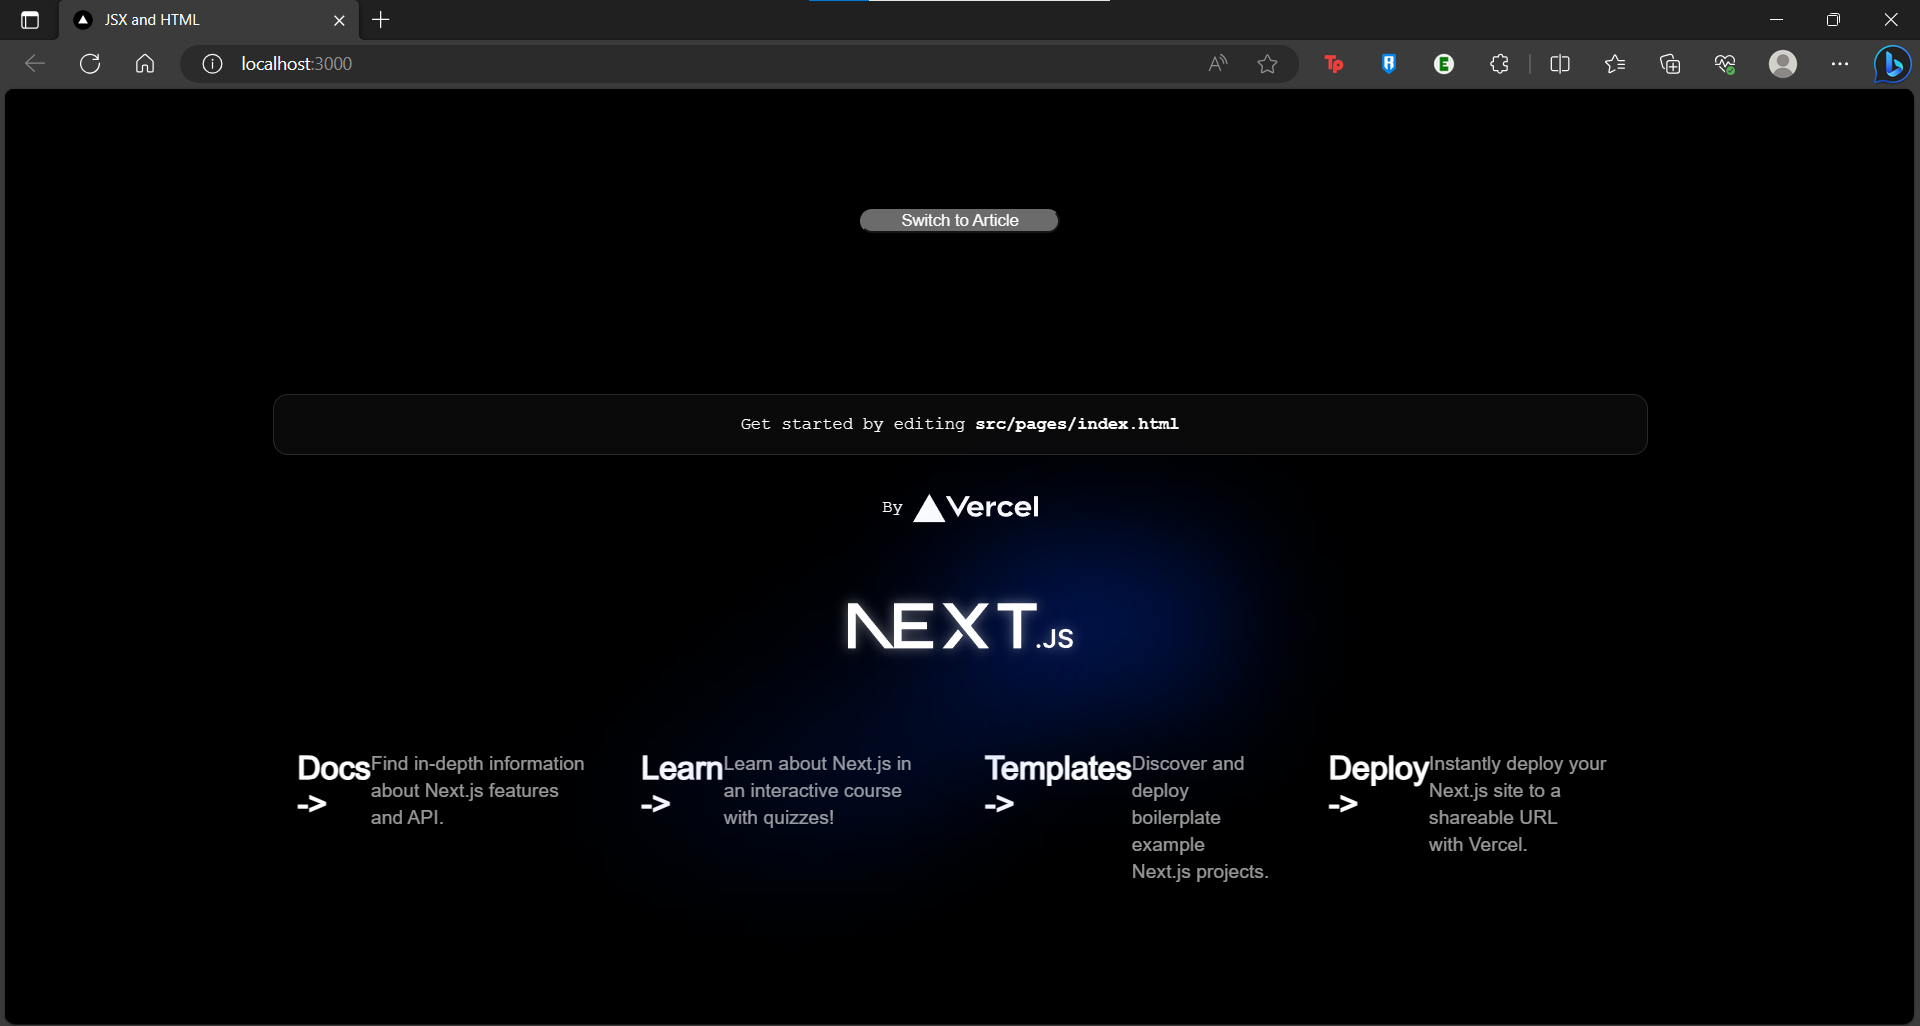 JSX and HTML
localhost:3000
Switch to Article
Get started by editing src/pages/index.html
By Vercel
NEXT.JS
Docs
->
Find in-depth information
about Next.js features
and API.
Learn
->
Learn about Next.js in
an interactive course
with quizzes!
Templates
->
Discover and
deploy
boilerplate
example
Next.js projects.
Deploy
->
Instantly deploy your
Next.js site to a
shareable URL
with Vercel.